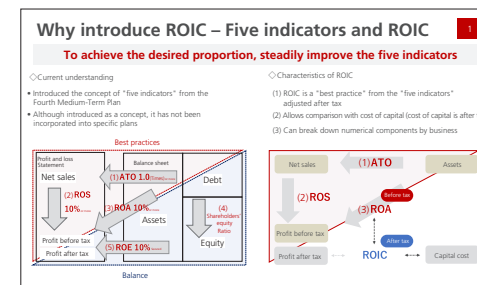 Why introduce ROIC – Five indicators and ROIC
1
To achieve the desired proportion, steadily improve the five indicators
◇Current understanding
• Introduced the concept of "five indicators" from the
Fourth Medium-Term Plan
• Although introduced as a concept, it has not been
incorporated into specific plans
Best practices
Profit and loss
Statement
Balance sheet
Net sales
(1)ATO 1.0(Times)
Debt
(2)ROS
10%
(3)ROA 10%
(4)
Shareholders'
equity
Ratio
Assets
Equity
Profit before tax
Profit after tax
(5)ROE 10%
Balance
◇Characteristics of ROIC
(1) ROIC is a "best practice" from the "five indicators"
adjusted after tax
(2) Allows comparison with cost of capital (cost of capital is after
(3) Can break down numerical components by business
Net sales
(1)ATO
Assets
(2)ROS
Before tax
(3)ROA
Profit before tax
After tax
Profit after tax
ROIC
Capital cost